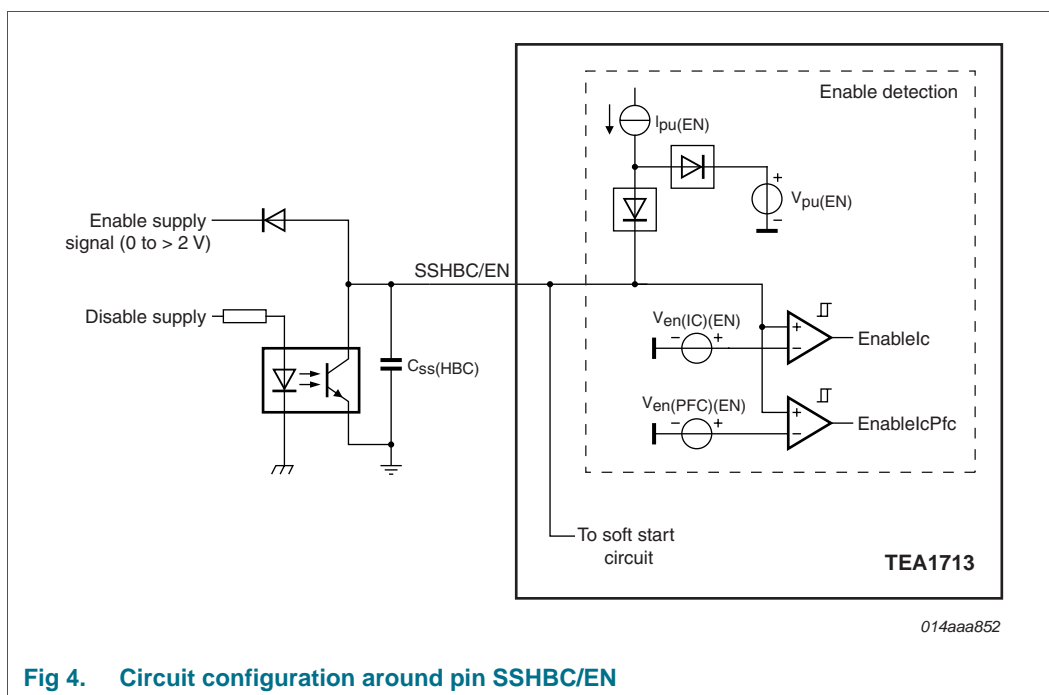 Enable detection
Ipu(EN)
Vpu(EN)
Enable supply
signal (0 to > 2 V)
SSHBC/EN
Disable supply
Css(HBC)
Ven(IC)(EN)
EnableIc
Ven(PFC)(EN)
EnableIcPfc
To soft start
circuit
TEA1713
014aaa852
Fig 4. Circuit configuration around pin SSHBC/EN